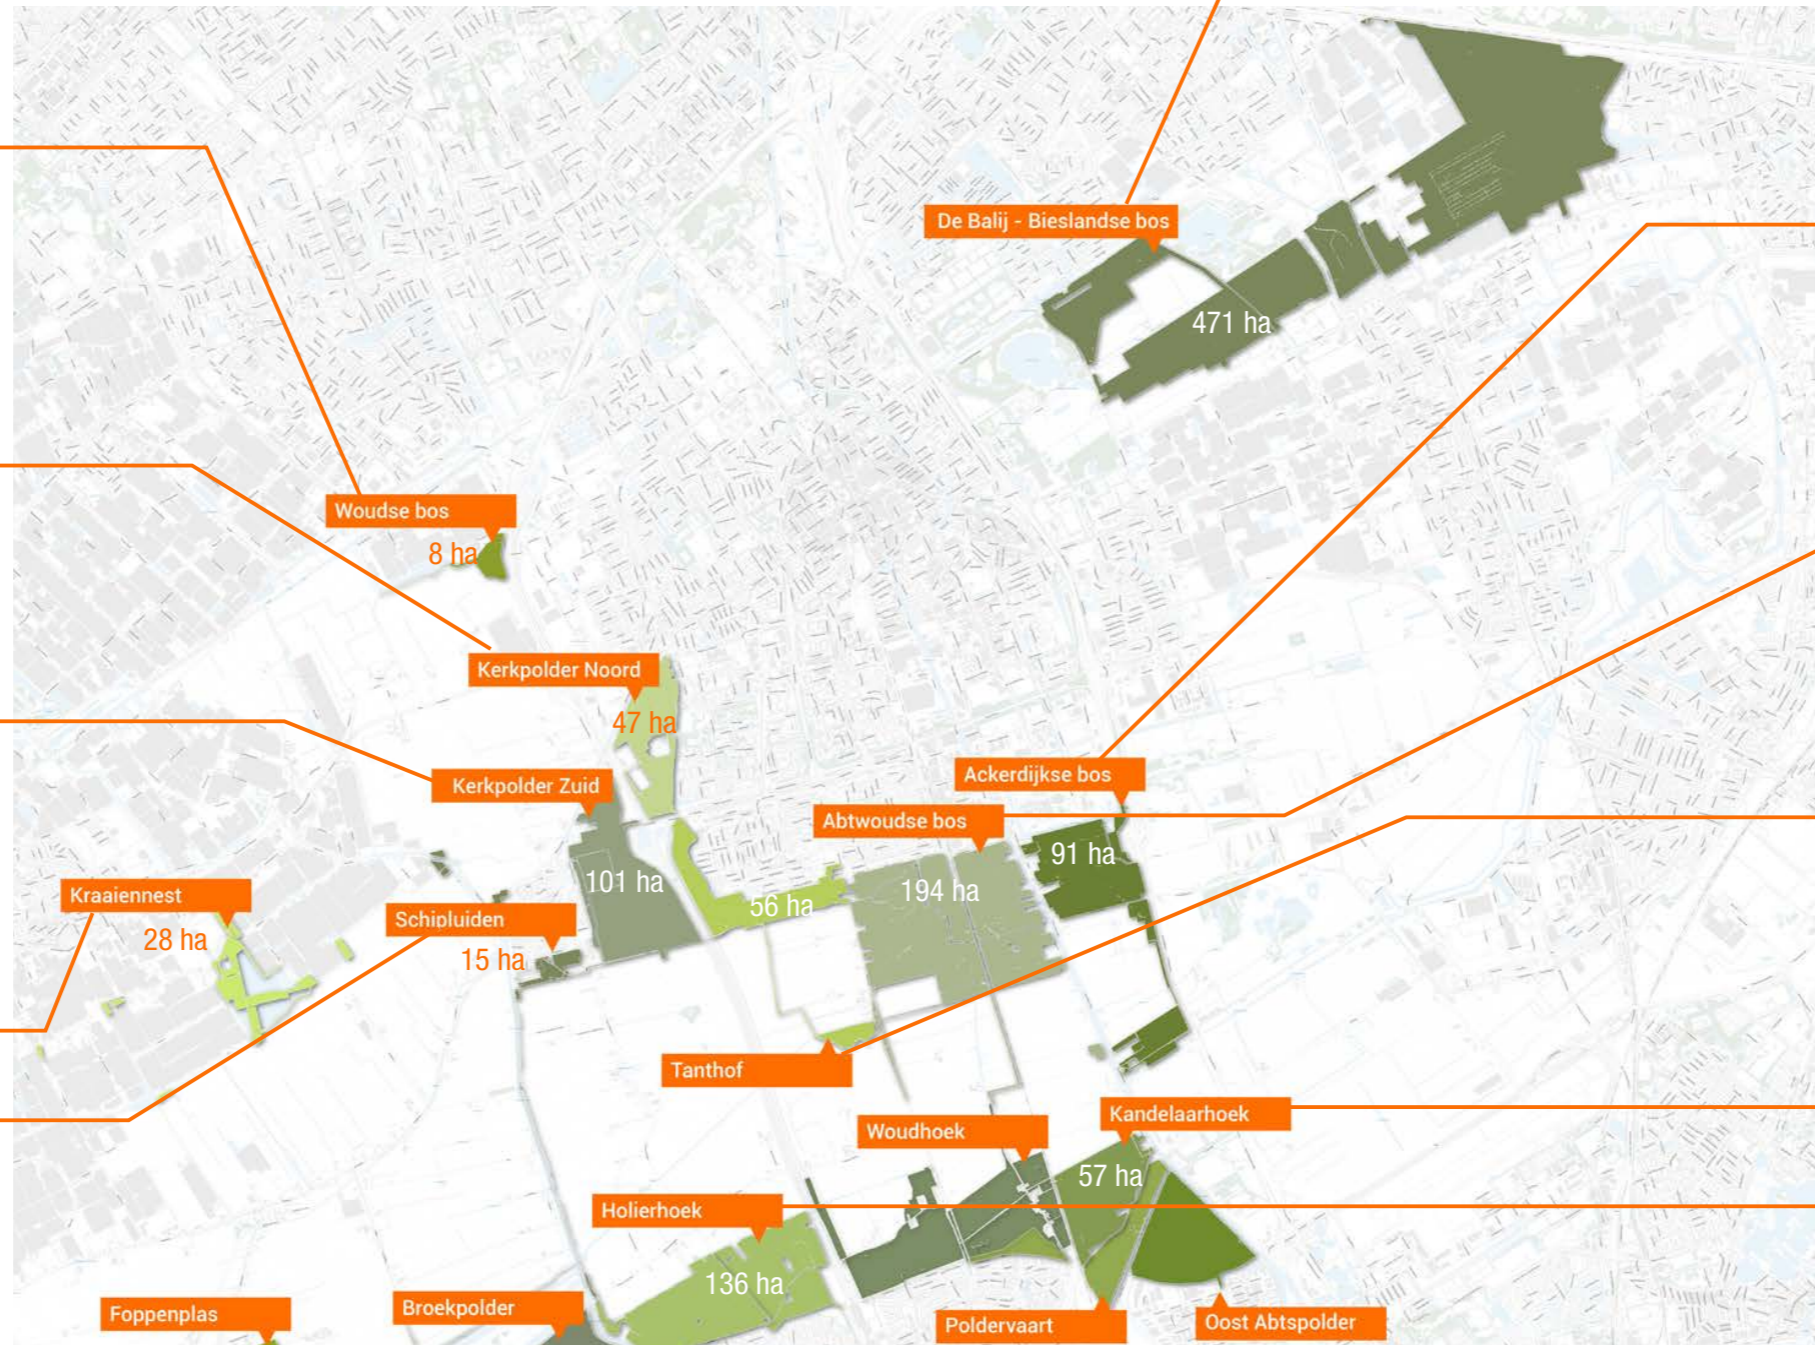 De Balij - Bieslandse bos
471 ha
Woudse bos
8 ha
Kerkpolder Noord
47 ha
Kerkpolder Zuid
101 ha
Ackerdijkse bos
91 ha
Abtwoudse bos
194 ha
56 ha
Kraaiennest
28 ha
Schipluiden
15 ha
Tanthof
Woudhoek
Kandelaarhoek
57 ha
Holierhoek
136 ha
Foppenplas
Broekpolder
Poldervaart
Oost Abtspolder